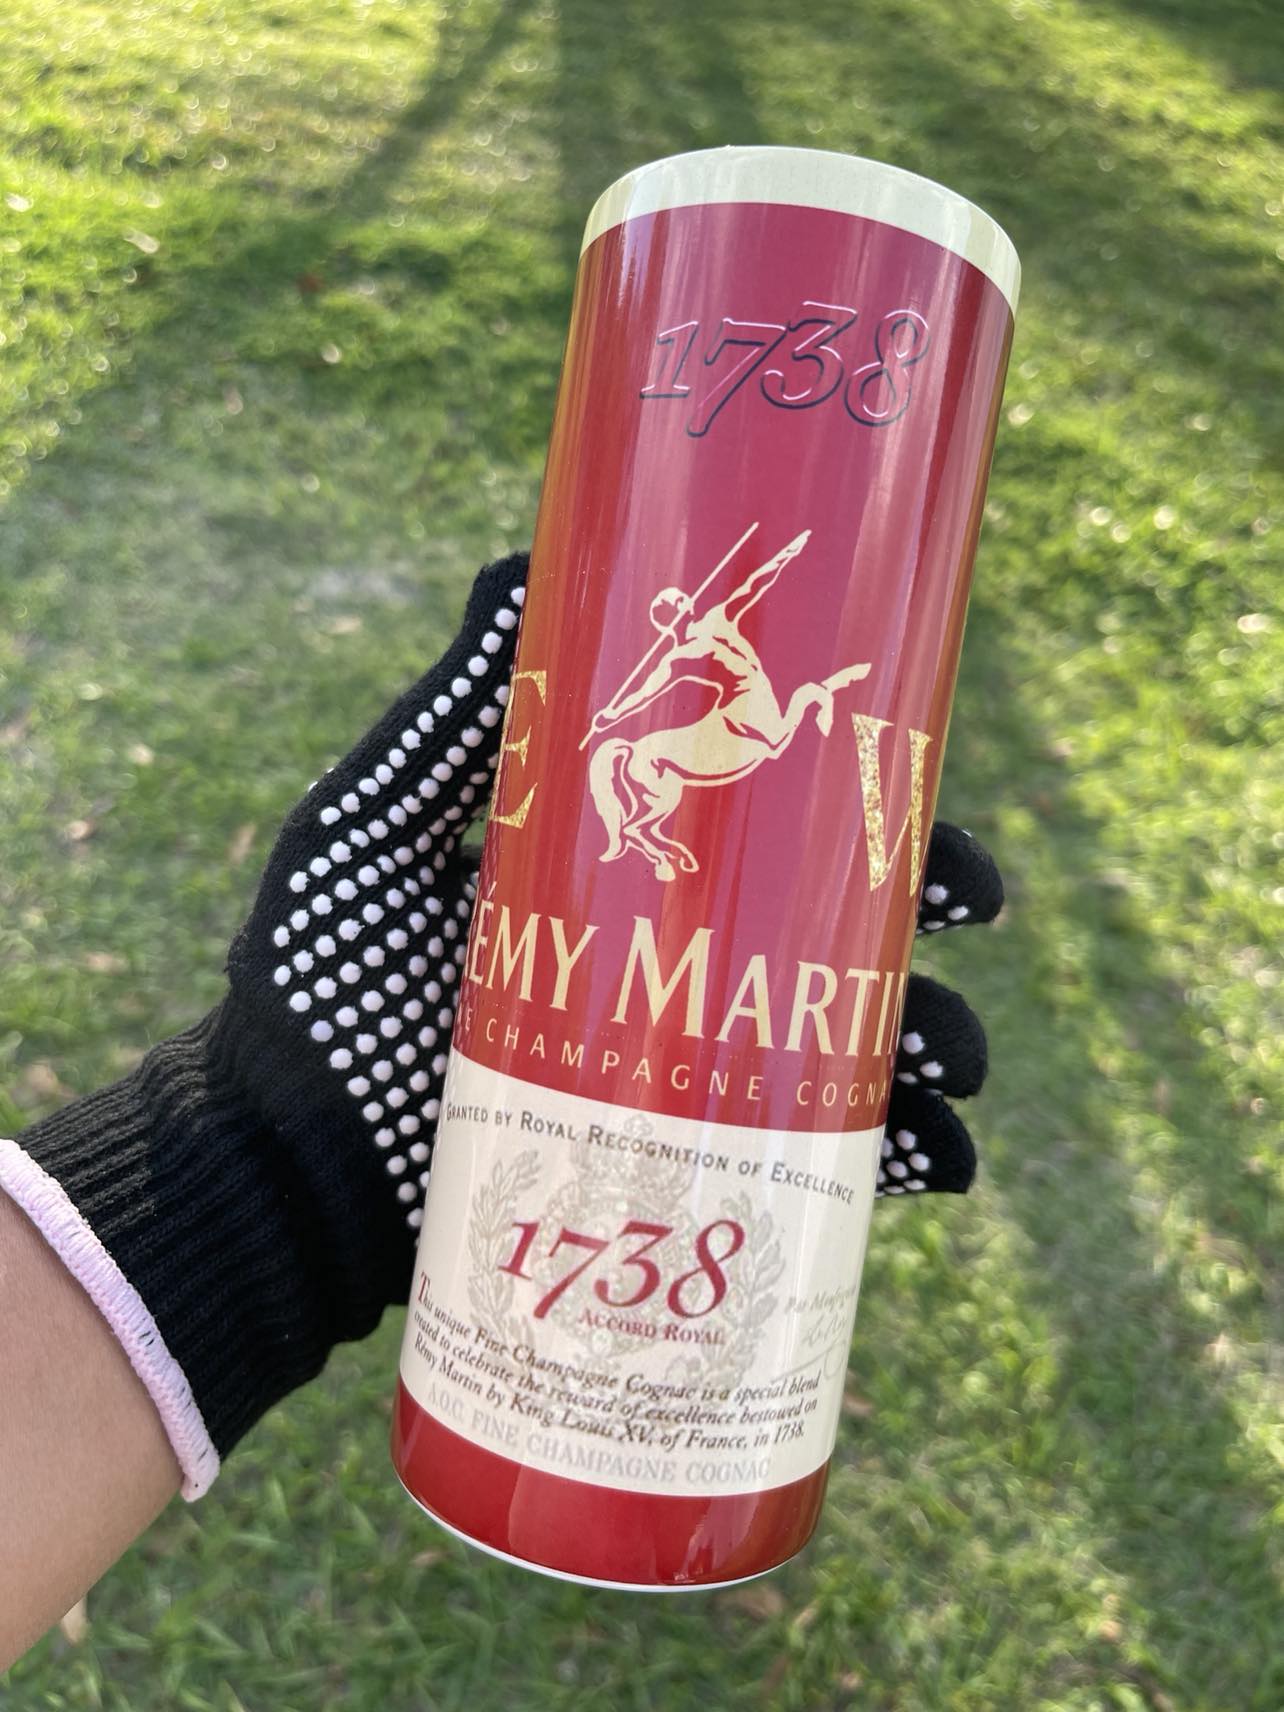 1738
E W
RÉMY MARTIN
E CHAMPAGNE COGNA
GRANTED BY ROYAL RECOGNITION OF EXCELLENCE
1738
ACCORD ROYAL
This unique Fine Champagne Cognac is a special blend
created to celebrate the reward of excellence bestowed on
Rémy Martin by King Louis XV, of France, in 1738.
A.O.C. FINE CHAMPAGNE COGNAC